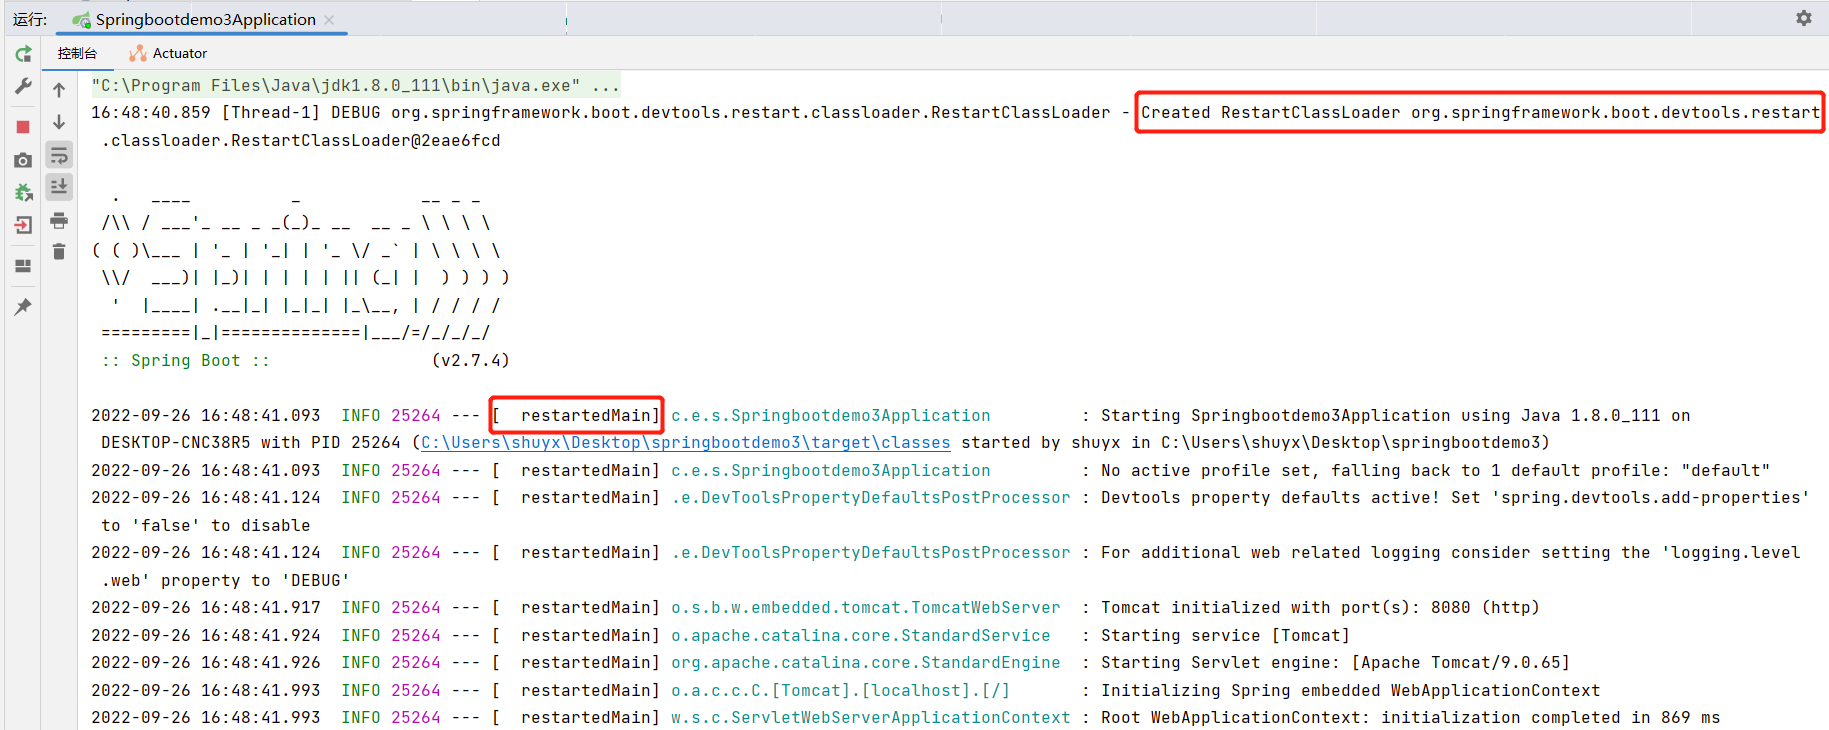 运行: Springbootdemo3Application ×
控制台 Actuator
"C:\Program Files\Java\jdk1.8.0_111\bin\java.exe" ...
16:48:40.859 [Thread-1] DEBUG org.springframework.boot.devtools.restart.classloader.RestartClassLoader - Created RestartClassLoader org.springframework.boot.devtools.restart
.classloader.RestartClassLoader@2eae6fcd
  .   ____          _            __ _ _
 /\\ / ___'_ __ _ _(_)_ __  __ _ \ \ \ \
( ( )\___ | '_ | '_| | '_ \/ _` | \ \ \ \
 \\/  ___)| |_)| | | | | || (_| |  ) ) ) )
  '  |____| .__|_| |_|_| |_\__, | / / / /
 =========|_|==============|___/=/_/_/_/
 :: Spring Boot ::                (v2.7.4)
2022-09-26 16:48:41.093  INFO 25264 --- [  restartedMain] c.e.s.Springbootdemo3Application         : Starting Springbootdemo3Application using Java 1.8.0_111 on
DESKTOP-CNC38R5 with PID 25264 (C:\Users\shuyx\Desktop\springbootdemo3\target\classes started by shuyx in C:\Users\shuyx\Desktop\springbootdemo3)
2022-09-26 16:48:41.093  INFO 25264 --- [  restartedMain] c.e.s.Springbootdemo3Application         : No active profile set, falling back to 1 default profile: "default"
2022-09-26 16:48:41.124  INFO 25264 --- [  restartedMain] .e.DevToolsPropertyDefaultsPostProcessor : Devtools property defaults active! Set 'spring.devtools.add-properties'
to 'false' to disable
2022-09-26 16:48:41.124  INFO 25264 --- [  restartedMain] .e.DevToolsPropertyDefaultsPostProcessor : For additional web related logging consider setting the 'logging.level
.web' property to 'DEBUG'
2022-09-26 16:48:41.917  INFO 25264 --- [  restartedMain] o.s.b.w.embedded.tomcat.TomcatWebServer  : Tomcat initialized with port(s): 8080 (http)
2022-09-26 16:48:41.924  INFO 25264 --- [  restartedMain] o.apache.catalina.core.StandardService   : Starting service [Tomcat]
2022-09-26 16:48:41.926  INFO 25264 --- [  restartedMain] org.apache.catalina.core.StandardEngine  : Starting Servlet engine: [Apache Tomcat/9.0.65]
2022-09-26 16:48:41.993  INFO 25264 --- [  restartedMain] o.a.c.c.C.[Tomcat].[localhost].[/]       : Initializing Spring embedded WebApplicationContext
2022-09-26 16:48:41.993  INFO 25264 --- [  restartedMain] w.s.c.ServletWebServerApplicationContext : Root WebApplicationContext: initialization completed in 869 ms